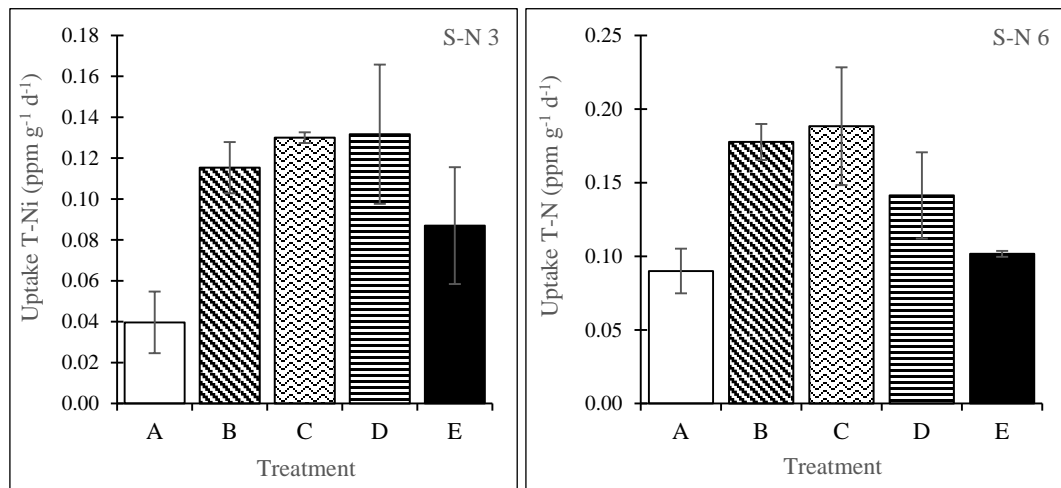 S-N 3
Uptake T-Ni (ppm g-1 d-1)
0.18
0.16
0.14
0.12
0.10
0.08
0.06
0.04
0.02
0.00
A B C D E
Treatment
S-N 6
Uptake T-N (ppm g-1 d-1)
0.25
0.20
0.15
0.10
0.05
0.00
A B C D E
Treatment